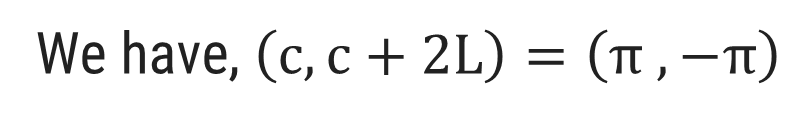 We have, (c, c + 2L) = (π , −π)